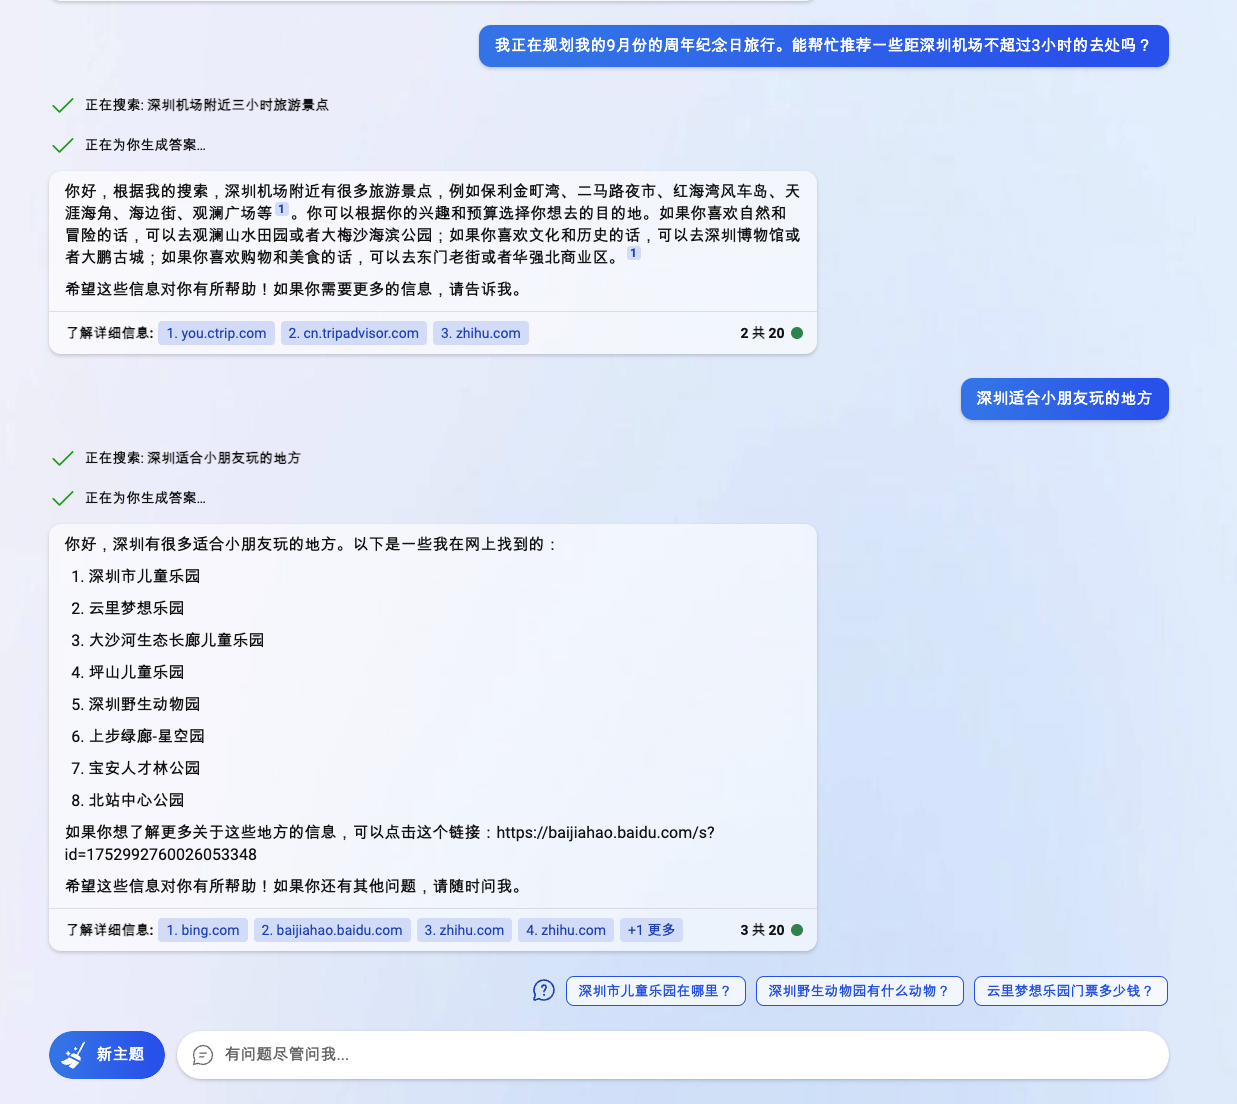 我正在规划我的9月份的周年纪念日旅行。能帮忙推荐一些距深圳机场不超过3小时的去处吗？
正在搜索: 深圳机场附近三小时旅游景点
正在为你生成答案...
你好，根据我的搜索，深圳机场附近有很多旅游景点，例如保利金町湾、二马路夜市、红海湾风车岛、天
涯海角、海边街、观澜广场等1。你可以根据你的兴趣和预算选择你想去的目的地。如果你喜欢自然和
冒险的话，可以去观澜山水田园或者大梅沙海滨公园；如果你喜欢文化和历史的话，可以去深圳博物馆或
者大鹏古城；如果你喜欢购物和美食的话，可以去东门老街或者华强北商业区。1
希望这些信息对你有所帮助！如果你需要更多的信息，请告诉我。
了解详细信息: 1. you.ctrip.com 2. cn.tripadvisor.com 3. zhihu.com 2 共 20
深圳适合小朋友玩的地方
正在搜索: 深圳适合小朋友玩的地方
正在为你生成答案...
你好，深圳有很多适合小朋友玩的地方。以下是一些我在网上找到的：
1. 深圳市儿童乐园
2. 云里梦想乐园
3. 大沙河生态长廊儿童乐园
4. 坪山儿童乐园
5. 深圳野生动物园
6. 上步绿廊-星空园
7. 宝安人才林公园
8. 北站中心公园
如果你想了解更多关于这些地方的信息，可以点击这个链接：https://baijiahao.baidu.com/s?
id=1752992760026053348
希望这些信息对你有所帮助！如果你还有其他问题，请随时问我。
了解详细信息: 1. bing.com 2. baijiahao.baidu.com 3. zhihu.com 4. zhihu.com +1 更多 3 共 20
深圳市儿童乐园在哪里？ 深圳野生动物园有什么动物？ 云里梦想乐园门票多少钱？
新主题 有问题尽管问我...